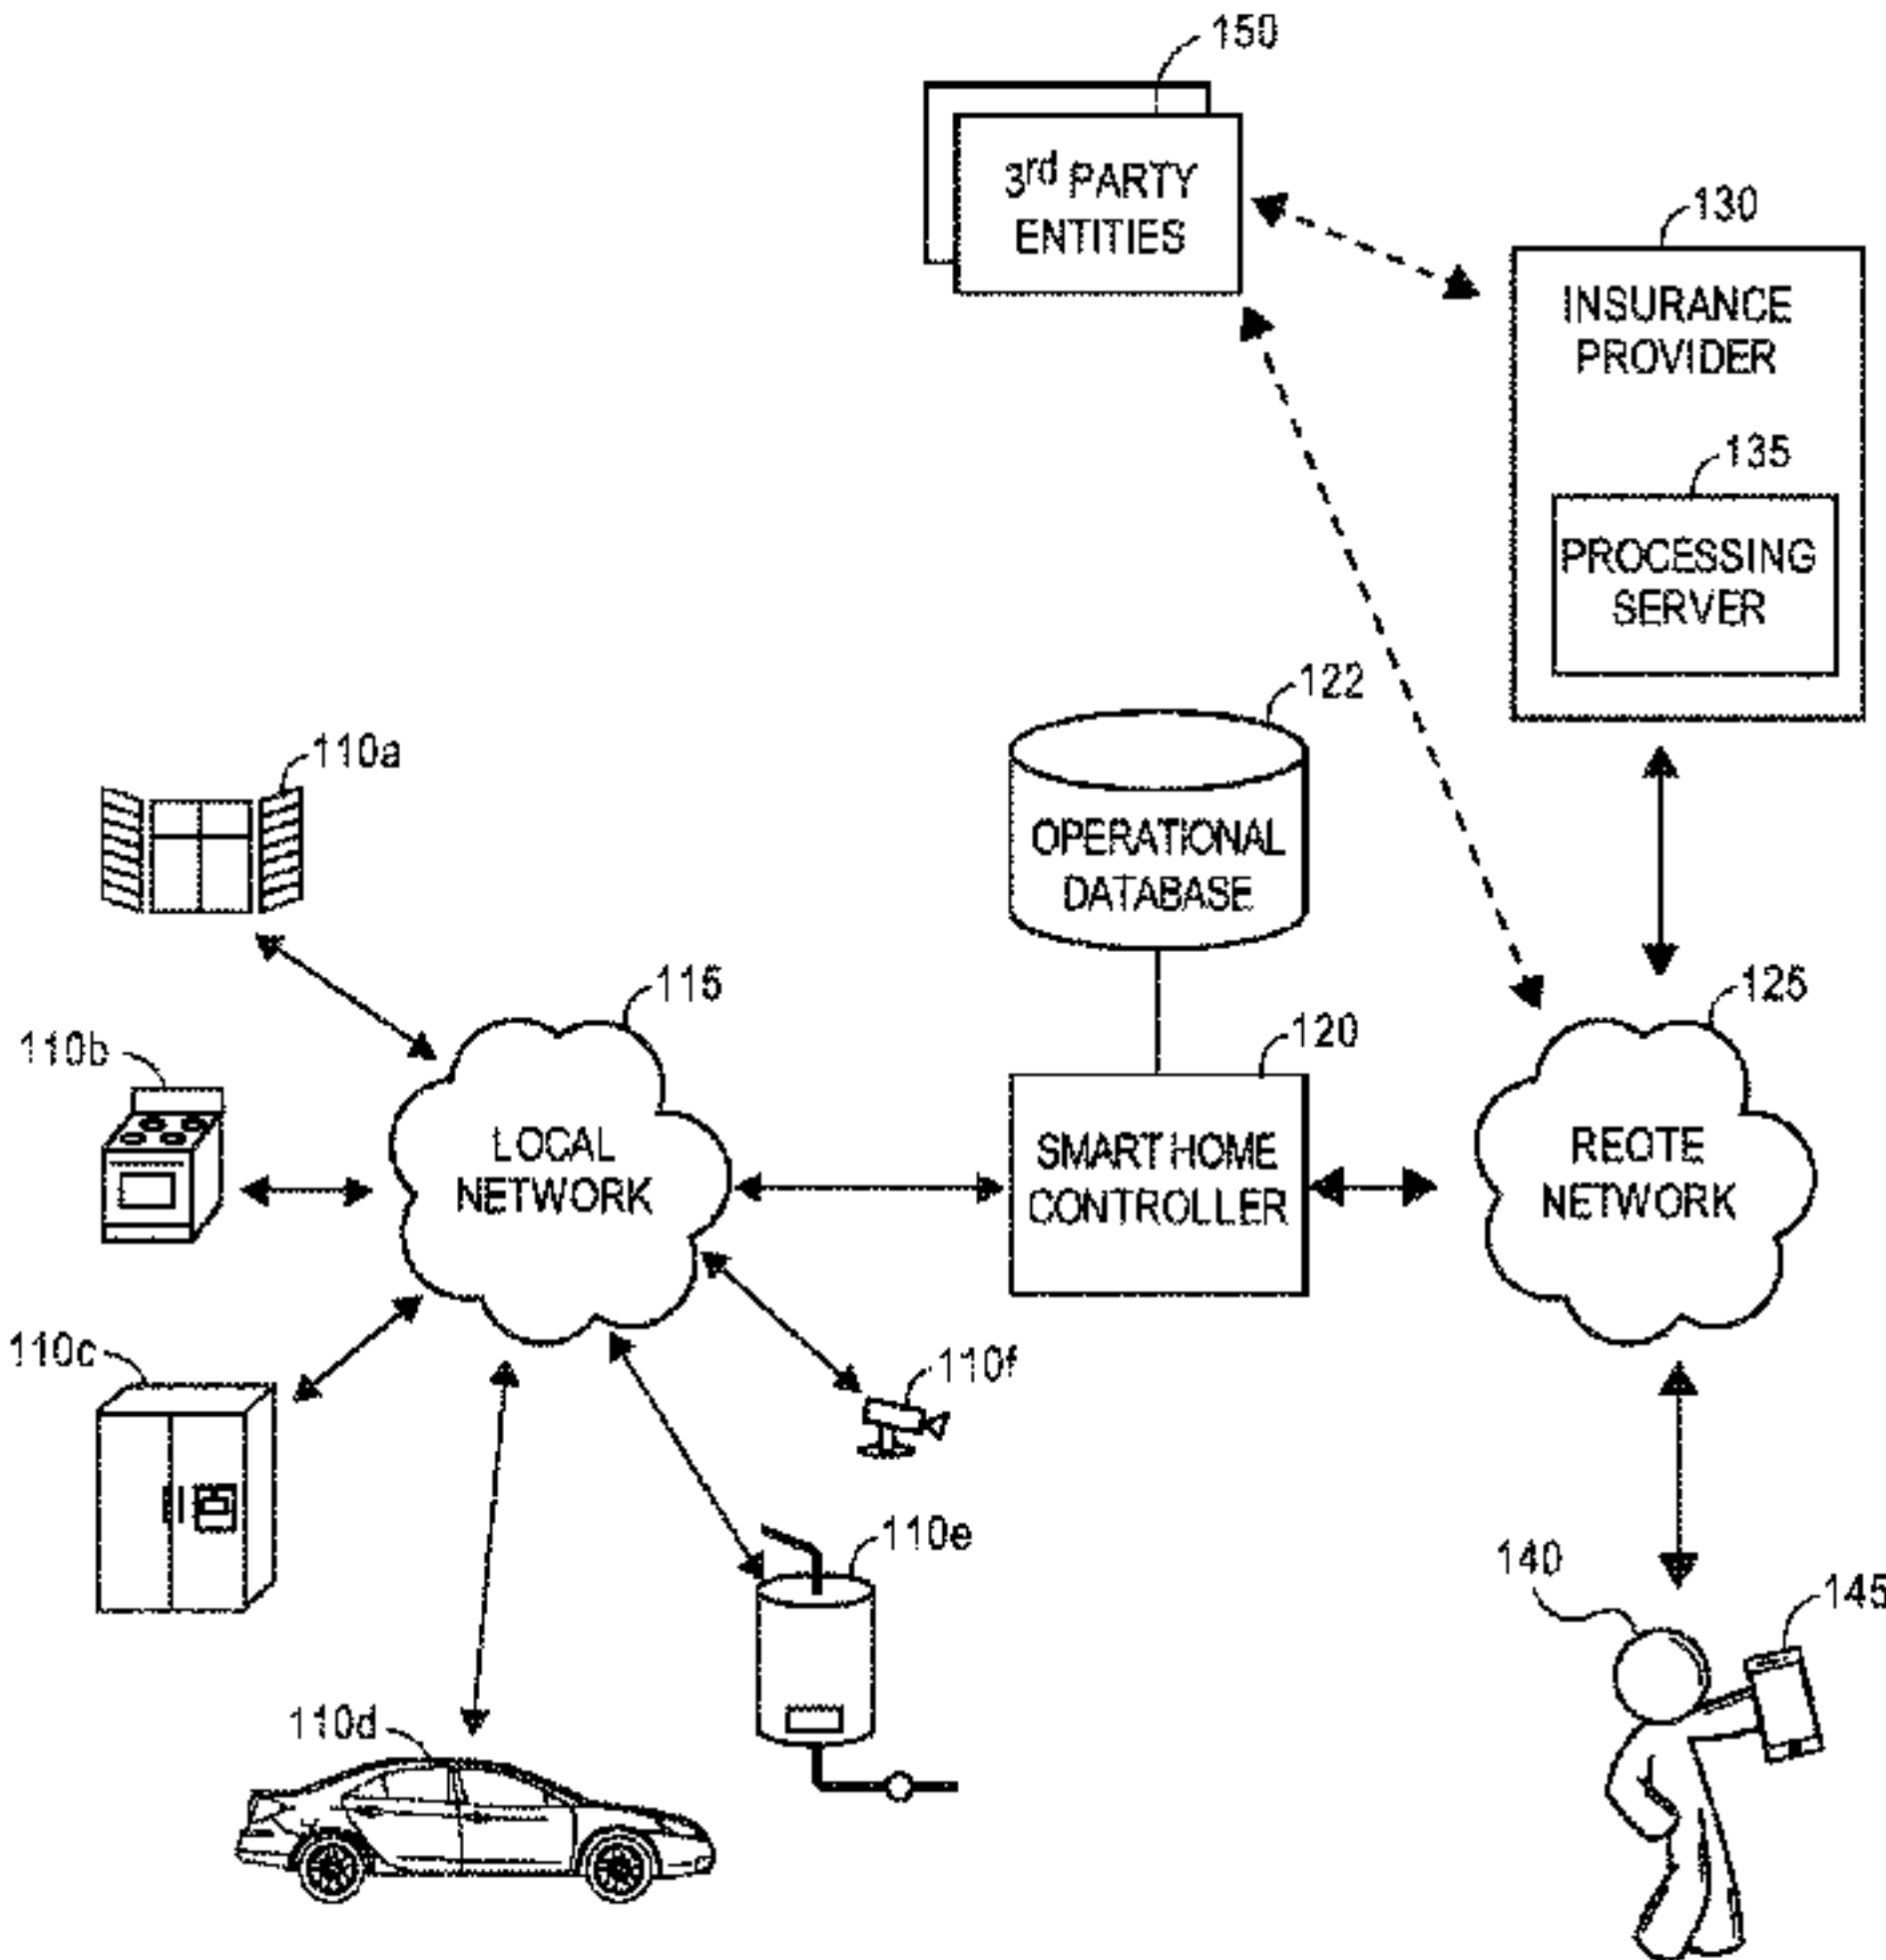 150
3rd PARTY
ENTITIES
130
INSURANCE
PROVIDER
135
PROCESSING
SERVER
122
OPERATIONAL
DATABASE
110a
115
125
110b
120
LOCAL
NETWORK
SMART HOME
CONTROLLER
REOTE
NETWORK
110c
110f
110e
140
145
110d